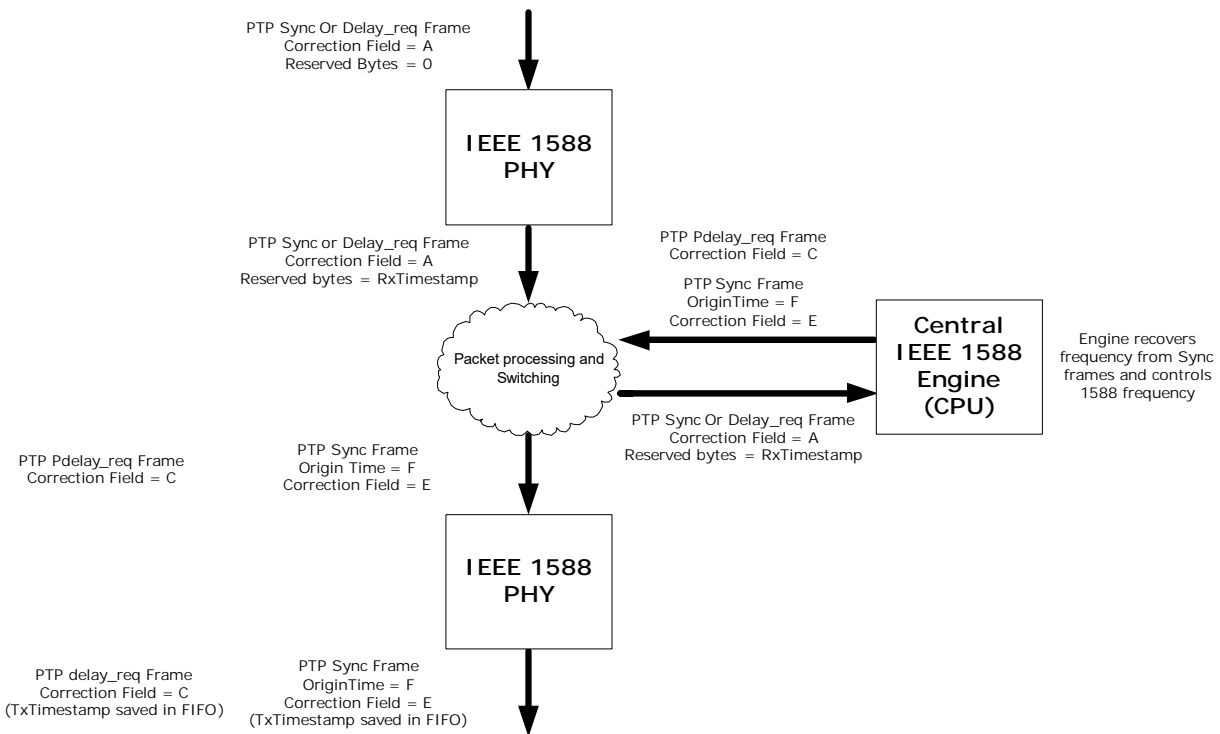 PTP Sync Or Delay_req Frame
Correction Field = A
Reserved Bytes = 0
IEEE 1588
PHY
PTP Sync or Delay_req Frame
Correction Field = A
Reserved bytes = RxTimestamp
PTP Pdelay_req Frame
Correction Field = C
PTP Sync Frame
OriginTime = F
Correction Field = E
Packet processing and
Switching
Central
IEEE 1588
Engine
(CPU)
Engine recovers
frequency from Sync
frames and controls
1588 frequency
PTP Sync Or Delay_req Frame
Correction Field = A
Reserved bytes = RxTimestamp
PTP Pdelay_req Frame
Correction Field = C
PTP Sync Frame
Origin Time = F
Correction Field = E
IEEE 1588
PHY
PTP delay_req Frame
Correction Field = C
(TxTimestamp saved in FIFO)
PTP Sync Frame
OriginTime = F
Correction Field = E
(TxTimestamp saved in FIFO)